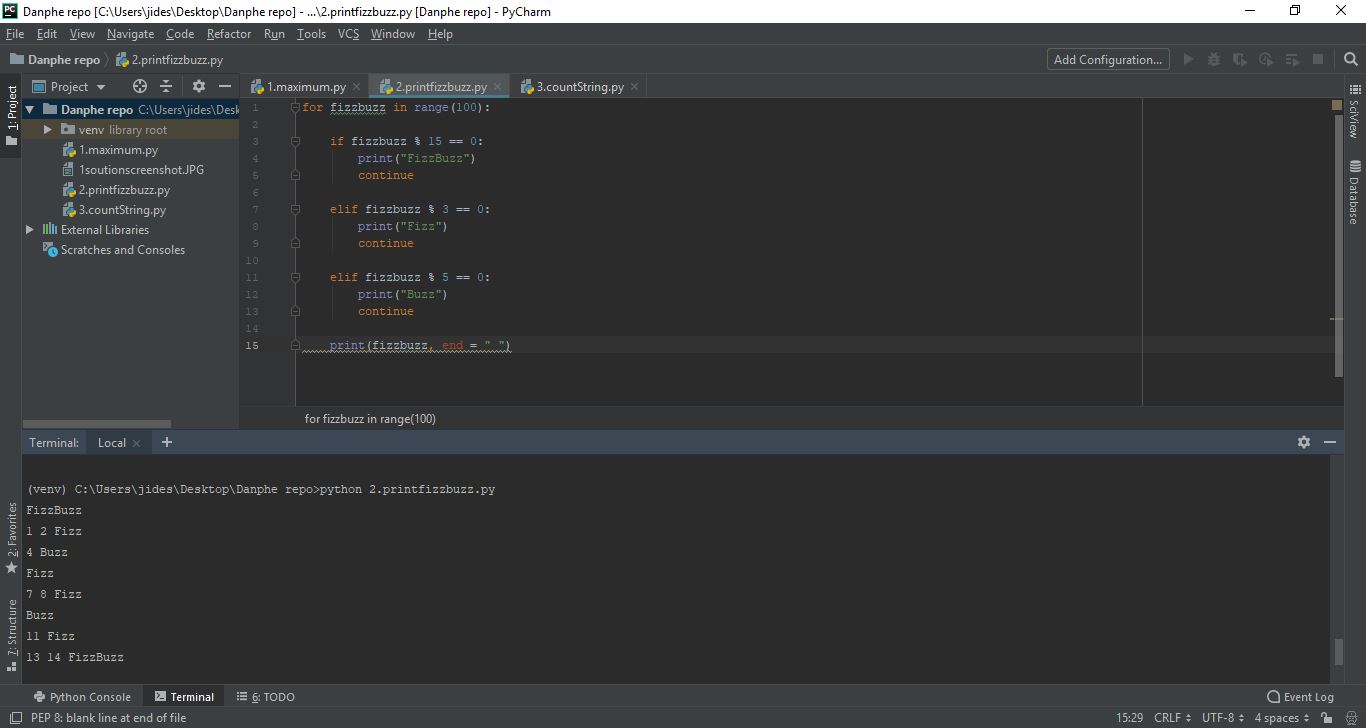 Danphe repo [C:\Users\jides\Desktop\Danphe repo] - ...\2.printfizzbuzz.py [Danphe repo] - PyCharm
File Edit View Navigate Code Refactor Run Tools VCS Window Help
Danphe repo 2.printfizzbuzz.py Add Configuration...
Project 1.maximum.py 2.printfizzbuzz.py 3.countString.py
1: Project
Danphe repo C:\Users\jides\Desk
venv library root
1.maximum.py
1soutionscreenshot.JPG
2.printfizzbuzz.py
3.countString.py
External Libraries
Scratches and Consoles
1 for fizzbuzz in range(100):
2
3 if fizzbuzz % 15 == 0:
4 print("FizzBuzz")
5 continue
6
7 elif fizzbuzz % 3 == 0:
8 print("Fizz")
9 continue
10
11 elif fizzbuzz % 5 == 0:
12 print("Buzz")
13 continue
14
15 print(fizzbuzz, end = " ")
for fizzbuzz in range(100)
SciView
Database
Terminal: Local +
(venv) C:\Users\jides\Desktop\Danphe repo>python 2.printfizzbuzz.py
FizzBuzz
1 2 Fizz
4 Buzz
Fizz
7 8 Fizz
Buzz
11 Fizz
13 14 FizzBuzz
2: Favorites
7: Structure
Python Console Terminal 6: TODO Event Log
PEP 8: blank line at end of file 15:29 CRLF UTF-8 4 spaces